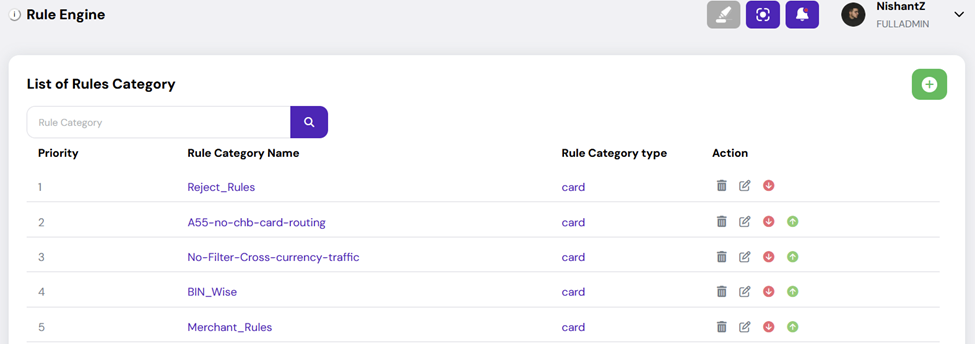 Rule Engine
NishantZ
FULLADMIN
List of Rules Category
Rule Category
Priority Rule Category Name Rule Category type Action
1 Reject_Rules card
2 A55-no-chb-card-routing card
3 No-Filter-Cross-currency-traffic card
4 BIN_Wise card
5 Merchant_Rules card